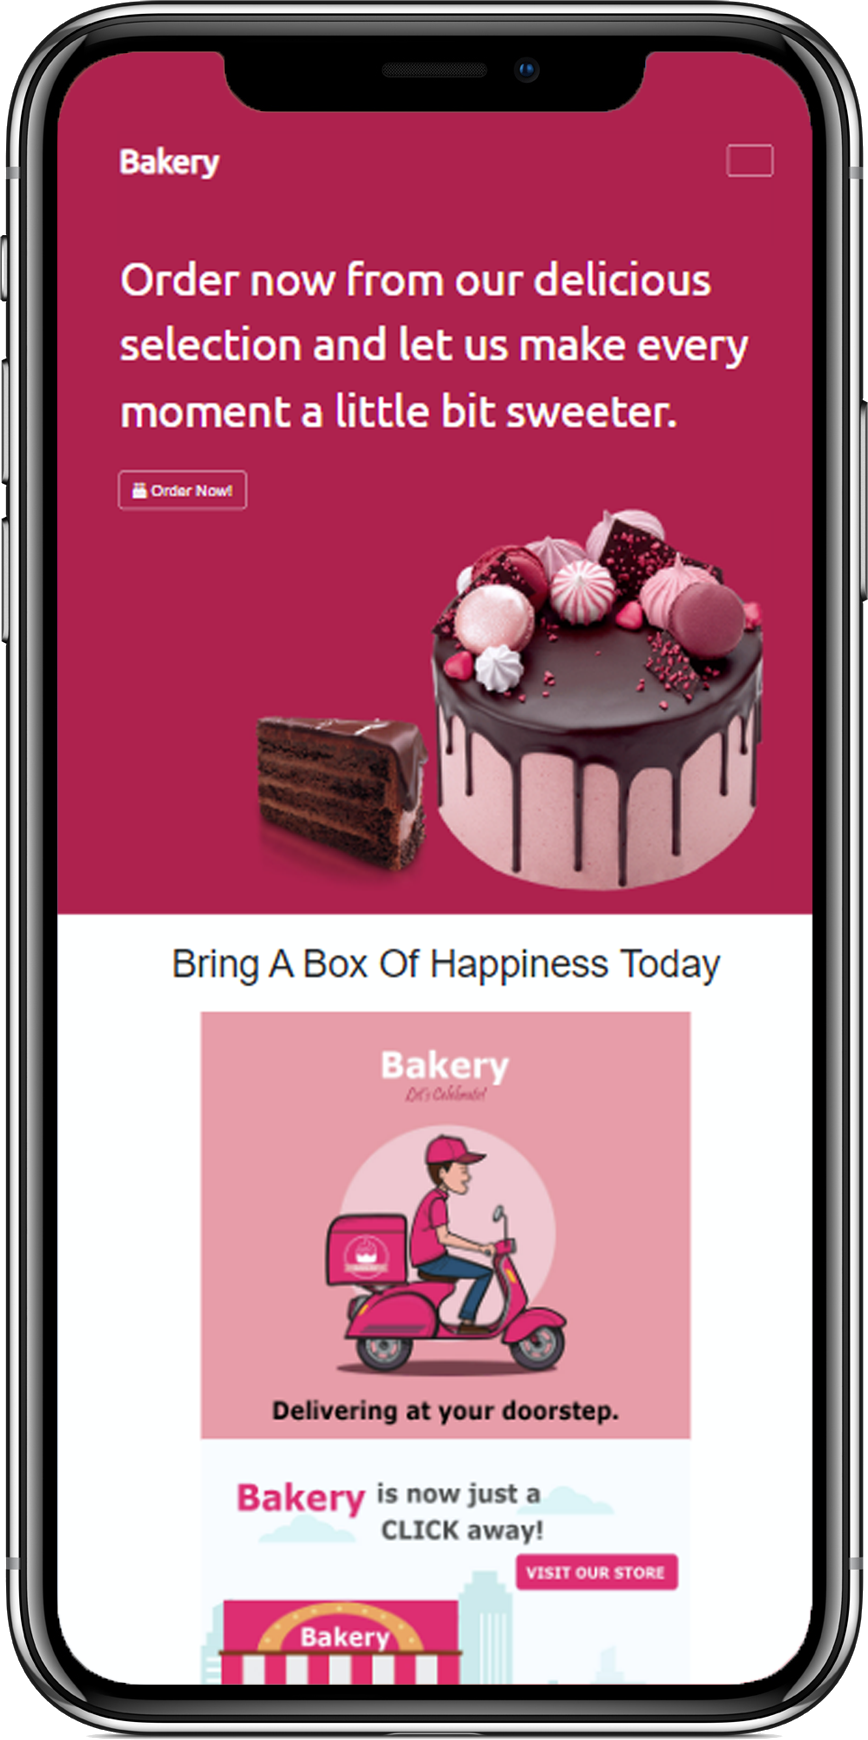 Bakery
Order now from our delicious
selection and let us make every
moment a little bit sweeter.
Order Now!
Bring A Box Of Happiness Today
Bakery
Let's Celebrate!
Delivering at your doorstep.
Bakery is now just a
CLICK away!
VISIT OUR STORE
Bakery